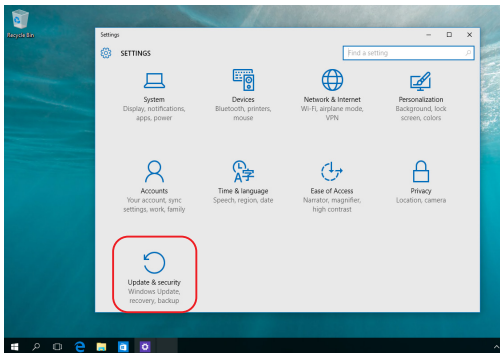 Recycle Bin
Settings
SETTINGS
Find a setting
System
Display, notifications,
apps, power
Devices
Bluetooth, printers,
mouse
Network & Internet
Wi-Fi, airplane mode,
VPN
Personalization
Background, lock
screen, colors
Accounts
Your account, sync
settings, work, family
Time & language
Speech, region, date
Ease of Access
Narrator, magnifier,
high contrast
Privacy
Location, camera
Update & security
Windows Update,
recovery, backup